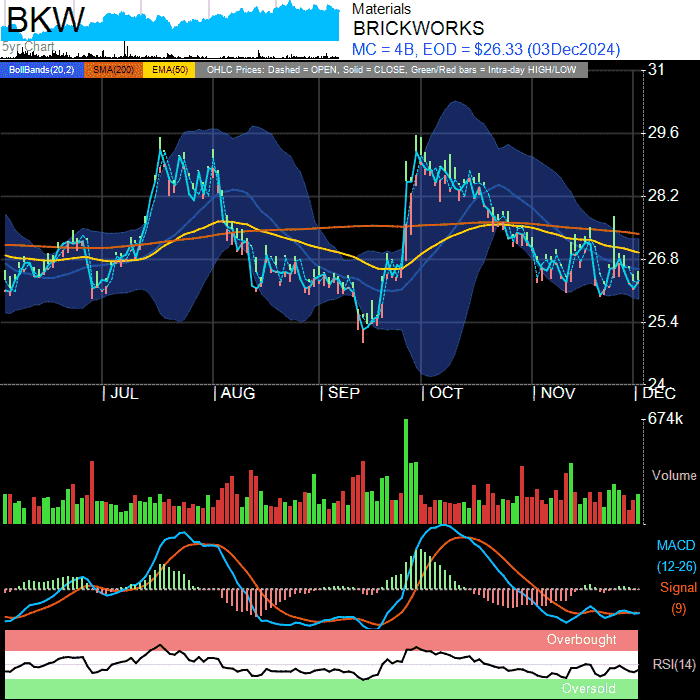 BKW
5yr Chart
Materials
BRICKWORKS
MC = 4B, EOD = $26.33 (03Dec2024)
BollBands(20,2) SMA(200) EMA(50) OHLC Prices: Dashed = OPEN, Solid = CLOSE, Green/Red bars = Intra-day HIGH/LOW
31
29.6
28.2
26.8
25.4
24
JUL AUG SEP OCT NOV DEC
674k
Volume
MACD
(12-26)
Signal
(9)
Overbought
RSI(14)
Oversold